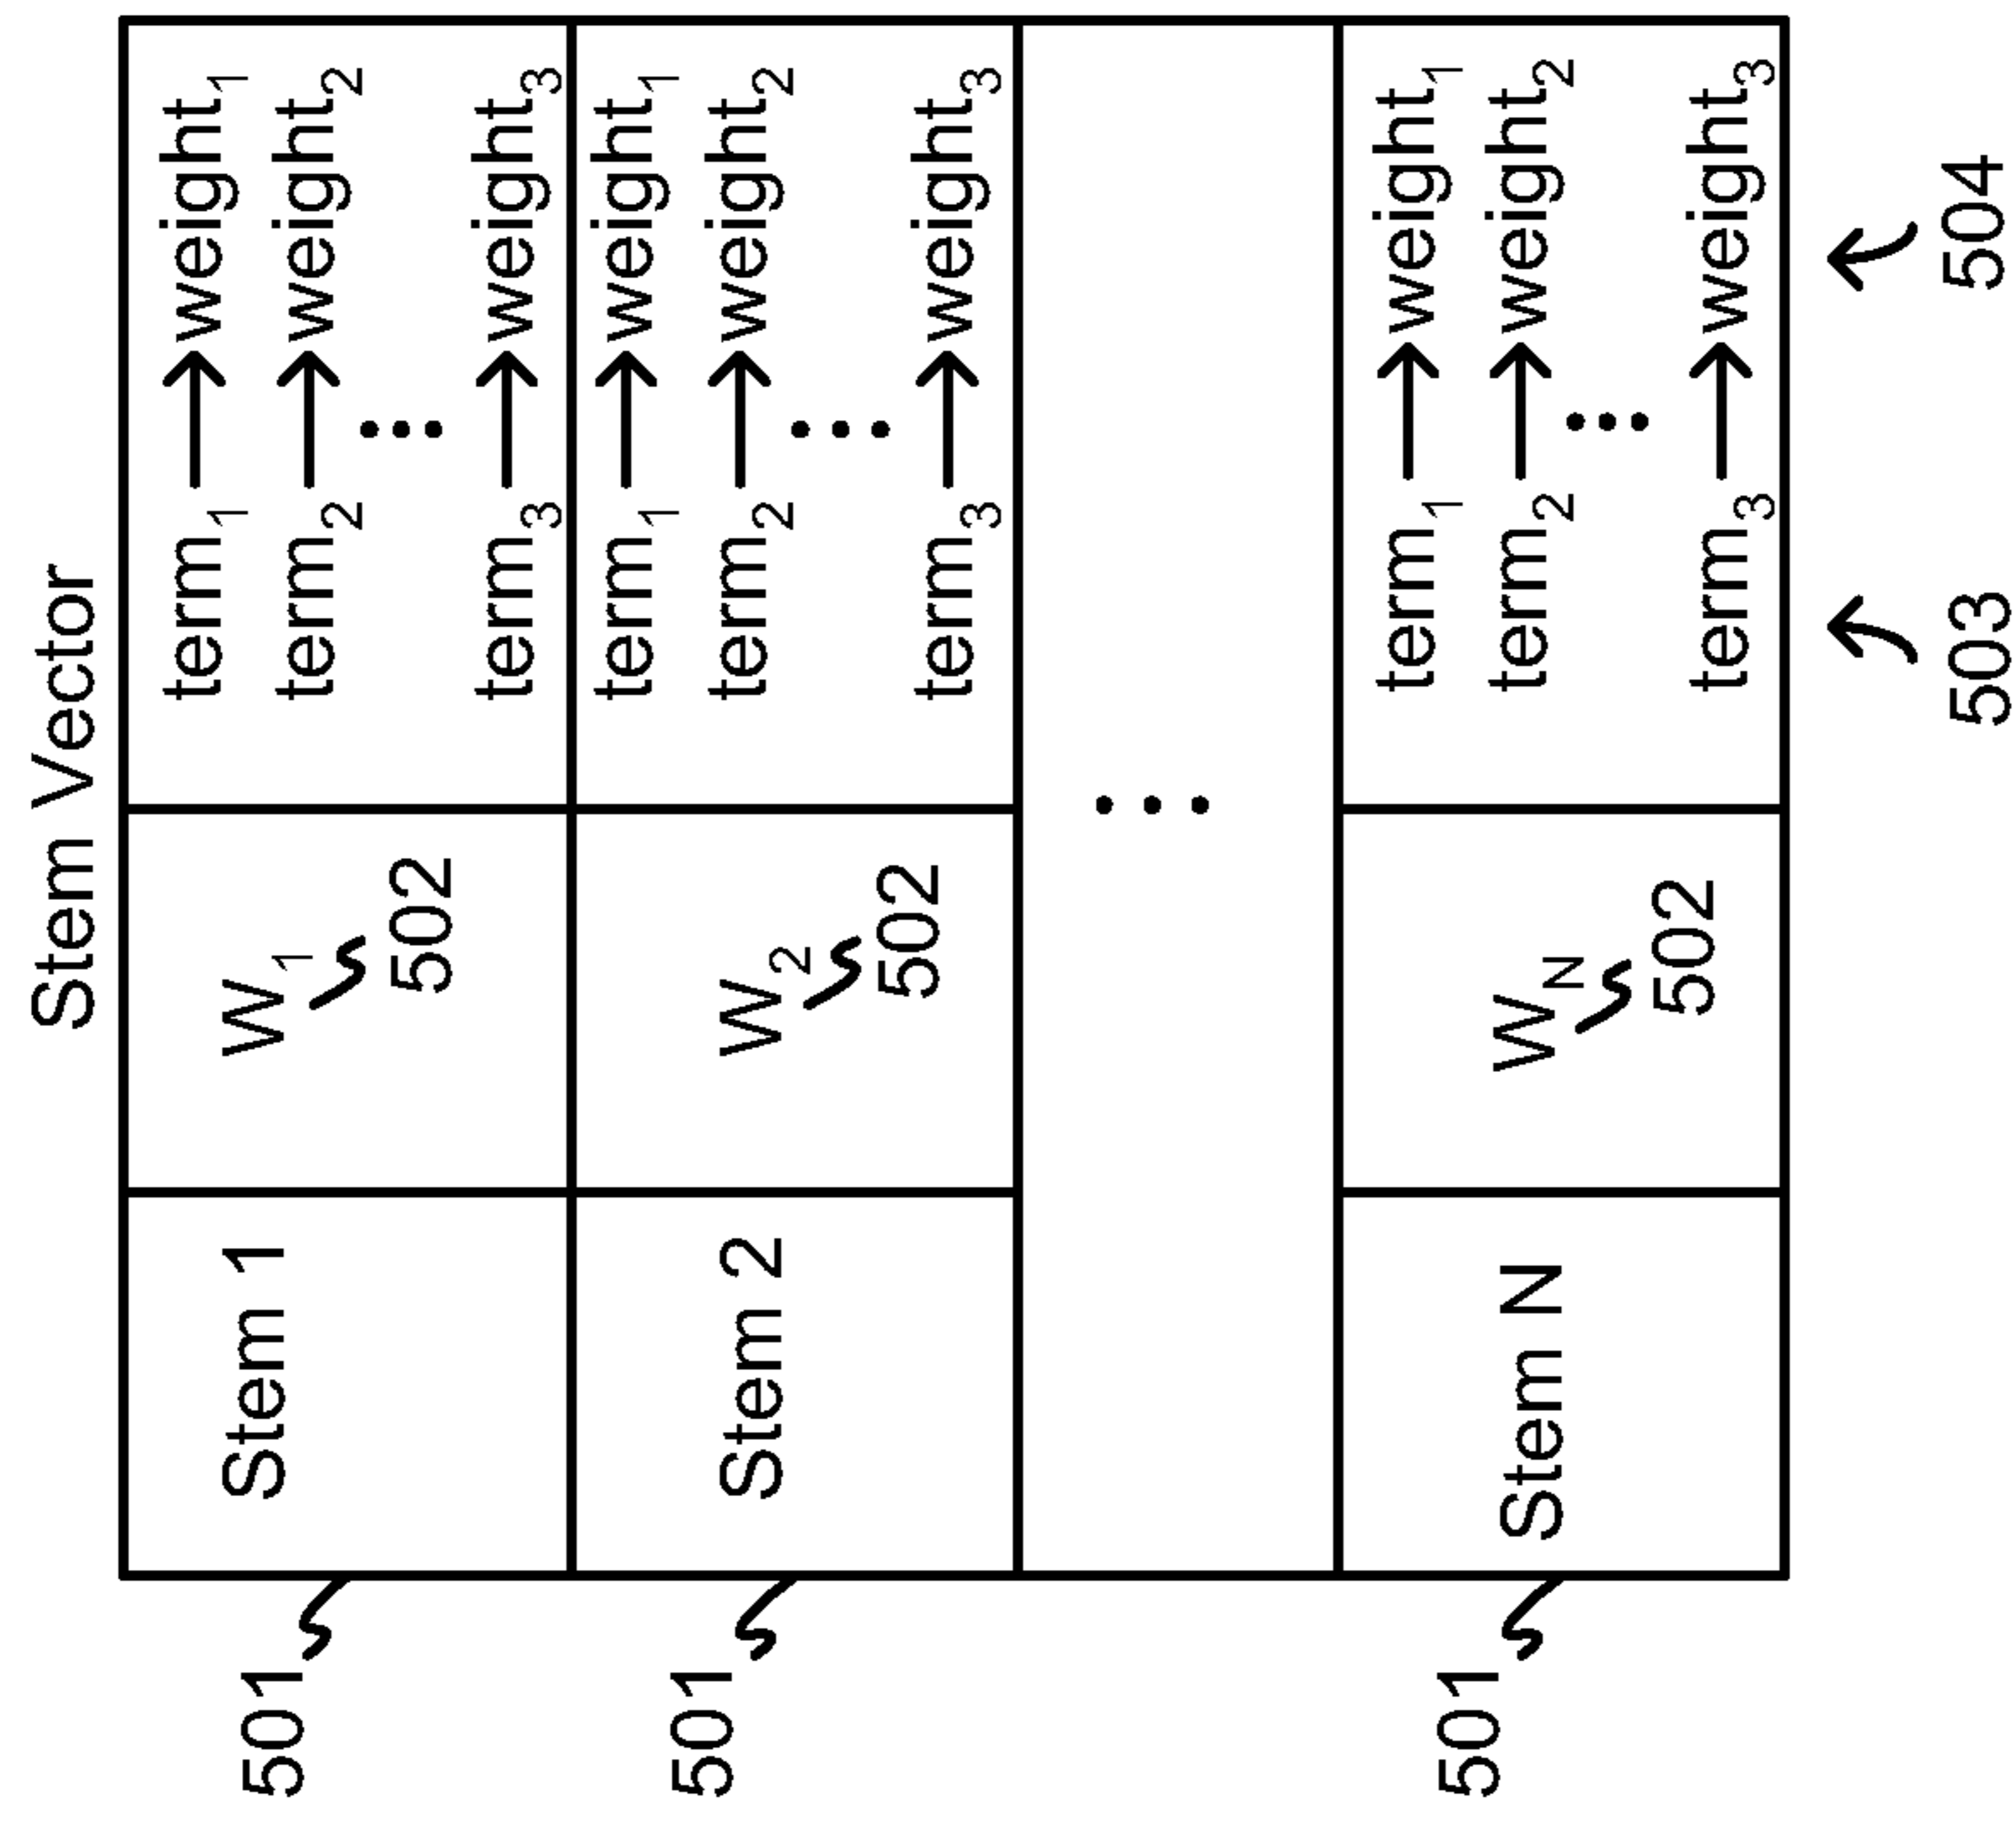 Stem Vector
501 Stem 1 W1 502 term1 → weight1
term2 → weight2
...
term3 → weight3
501 Stem 2 W2 502 term1 → weight1
term2 → weight2
...
term3 → weight3
...
501 Stem N WN 502 term1 → weight1
term2 → weight2
...
term3 → weight3
503 504